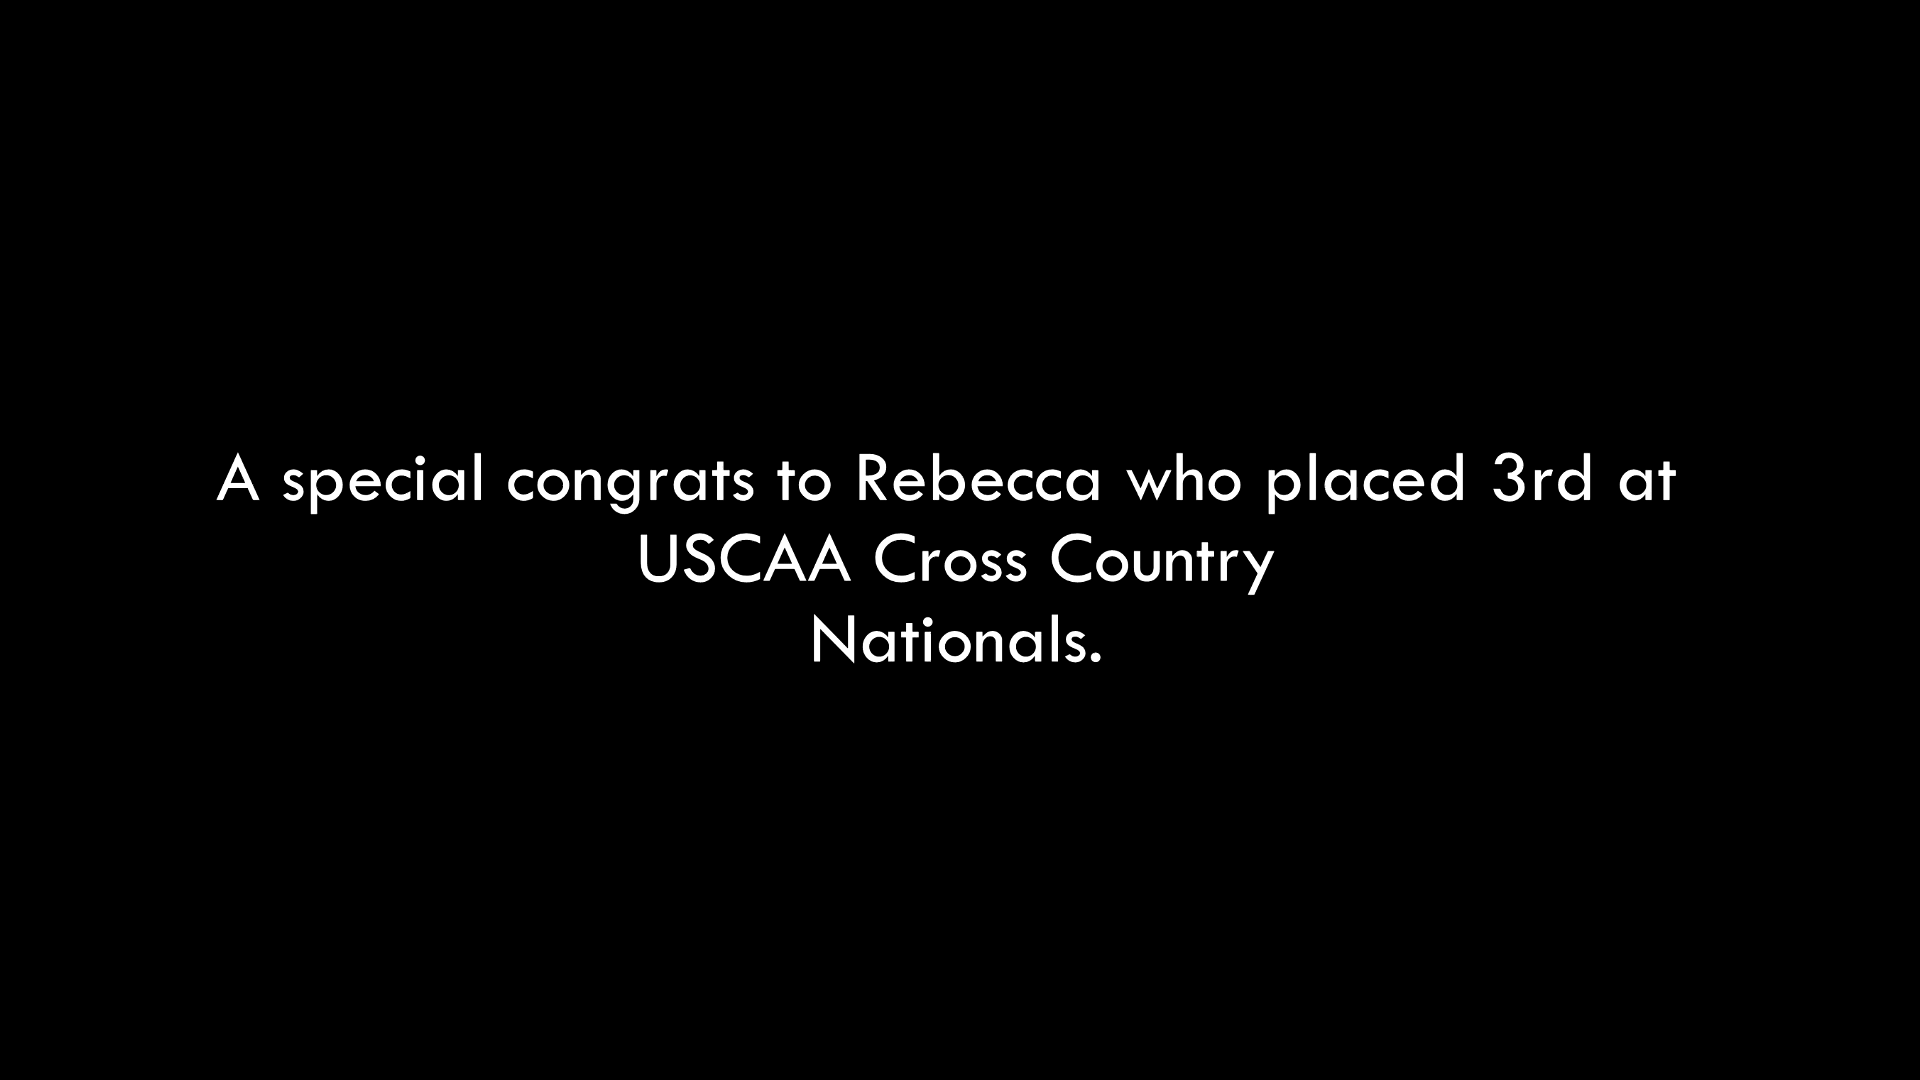 A special congrats to Rebecca who placed 3rd at
USCAA Cross Country
Nationals.